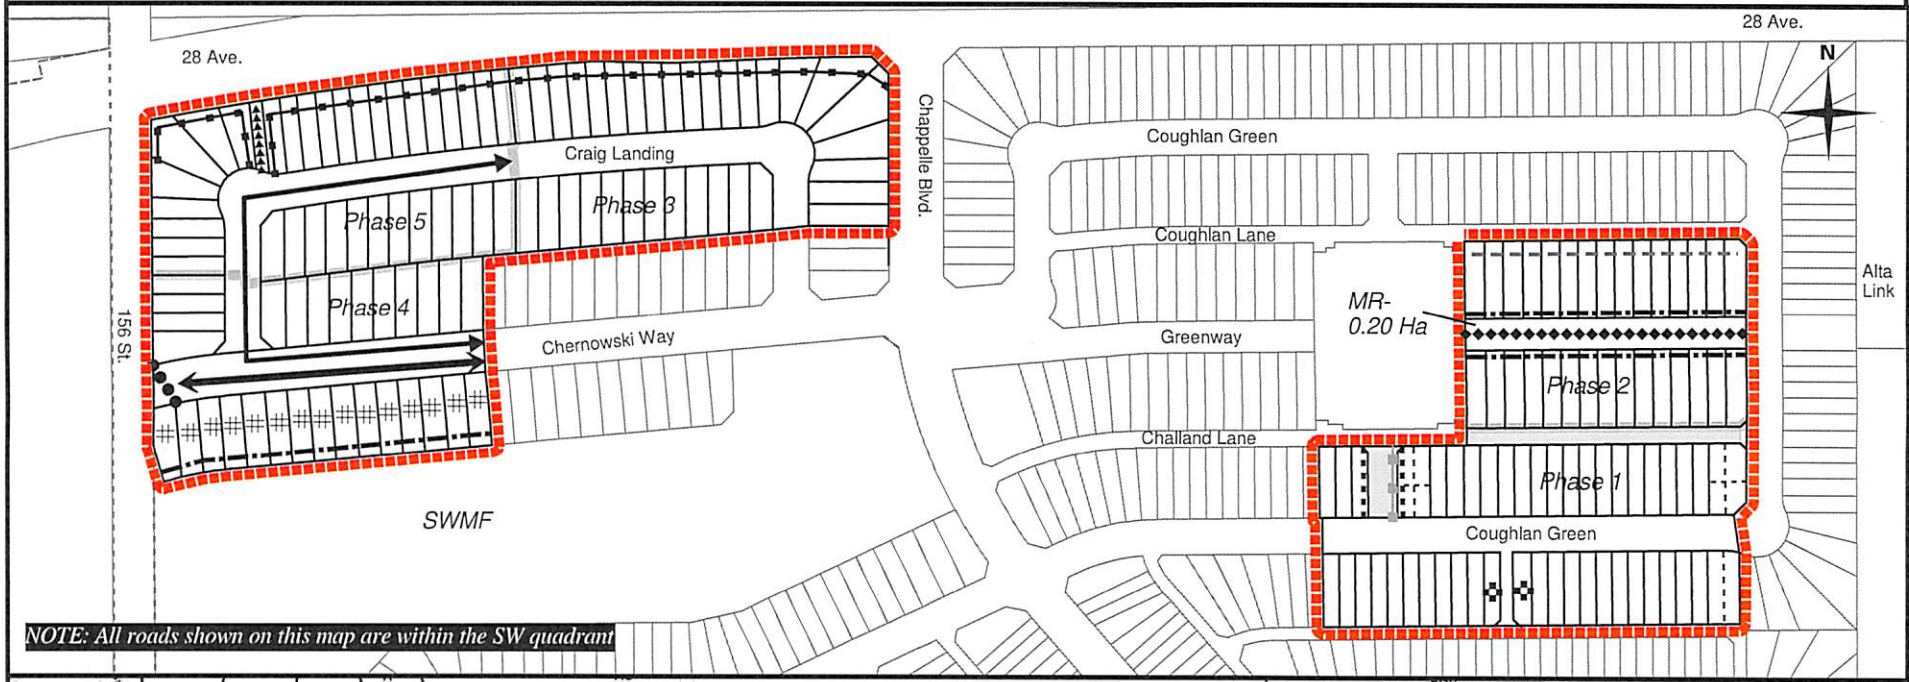 28 Ave.
28 Ave.
N
Chappelle Blvd.
Coughlan Green
Craig Landing
Phase 5
Phase 3
Coughlan Lane
Alta
Link
MR-
0.20 Ha
Phase 4
156 St.
Chernowski Way
Greenway
Phase 2
Challand Lane
Phase 1
SWMF
Coughlan Green
NOTE: All roads shown on this map are within the SW quadrant